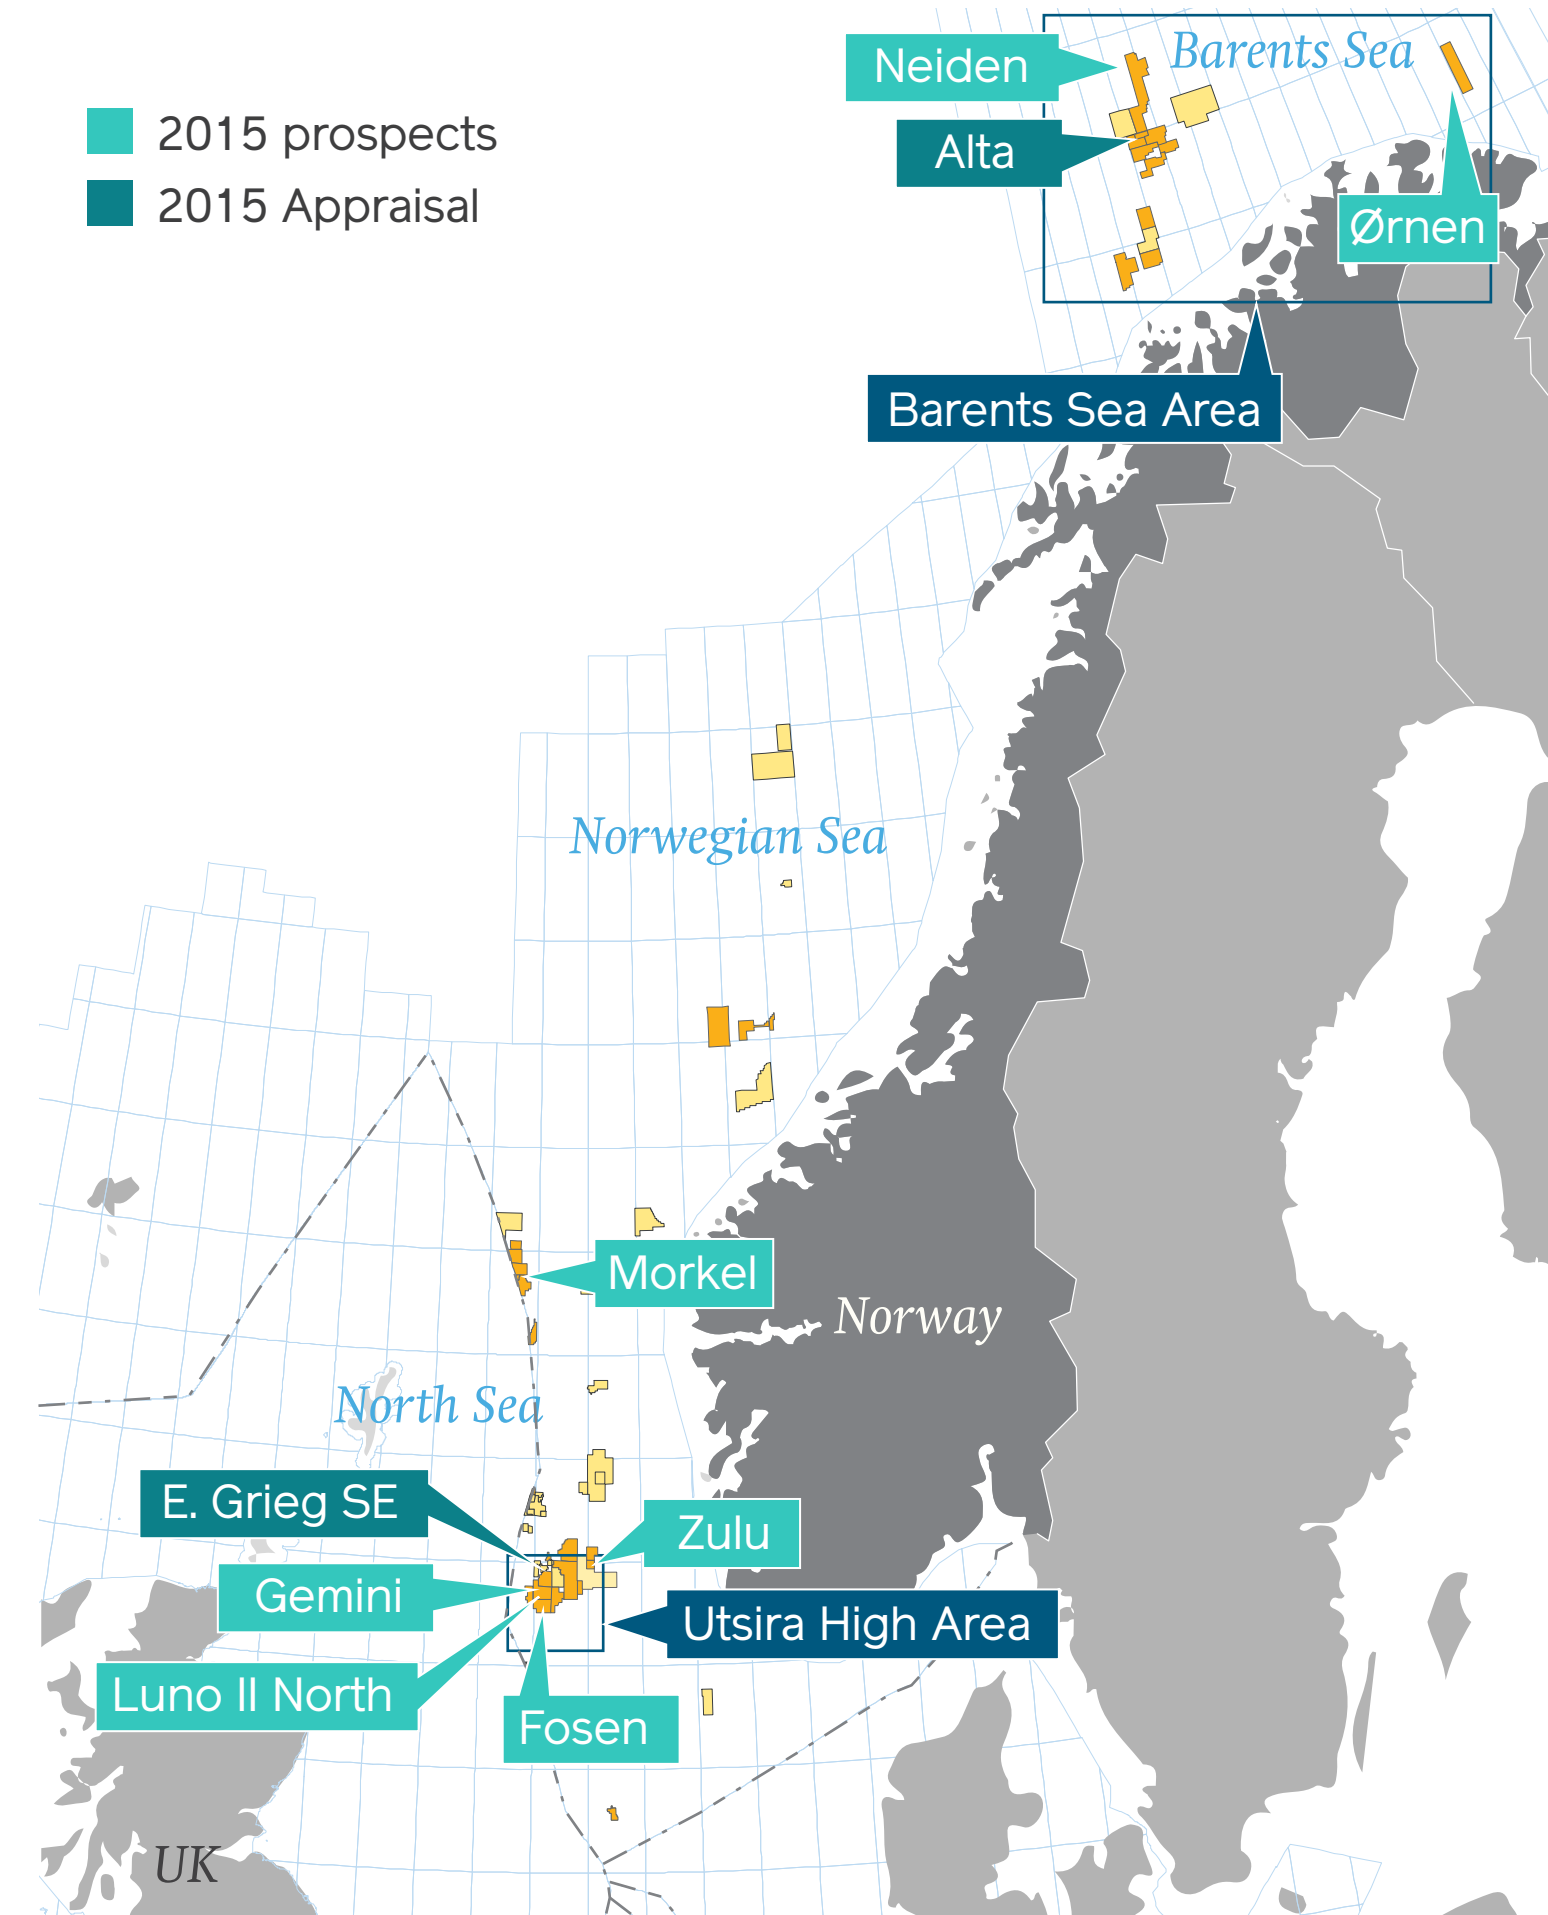 Barents Sea
Neiden
2015 prospects
Alta
2015 Appraisal
Ørnen
Barents Sea Area
Norwegian Sea
Morkel
Norway
North Sea
E. Grieg SE
Zulu
Gemini
Utsira High Area
Luno II North
Fosen
UK